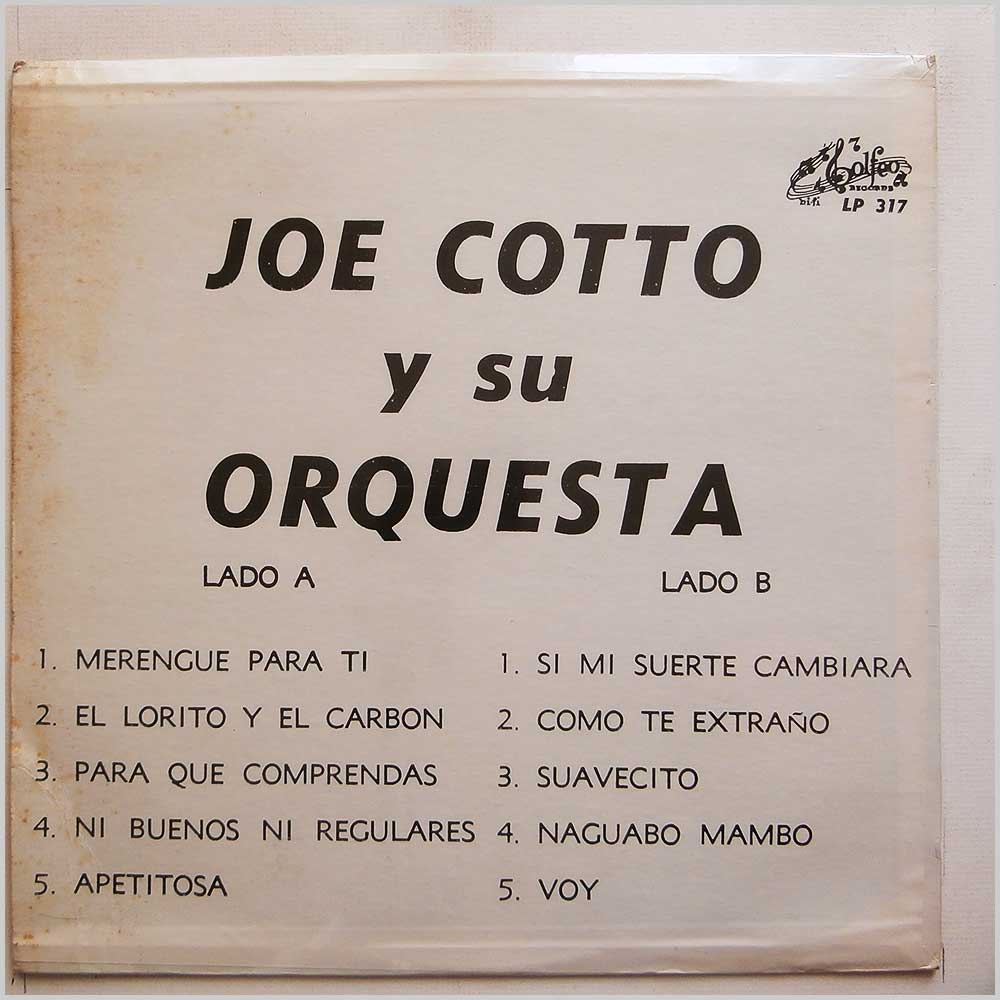 Solfeo
RECORDS
hifi
LP 317
JOE COTTO
y su
ORQUESTA
LADO A
1. MERENGUE PARA TI
2. EL LORITO Y EL CARBON
3. PARA QUE COMPRENDAS
4. NI BUENOS NI REGULARES
5. APETITOSA
LADO B
1. SI MI SUERTE CAMBIARA
2. COMO TE EXTRAÑO
3. SUAVECITO
4. NAGUABO MAMBO
5. VOY